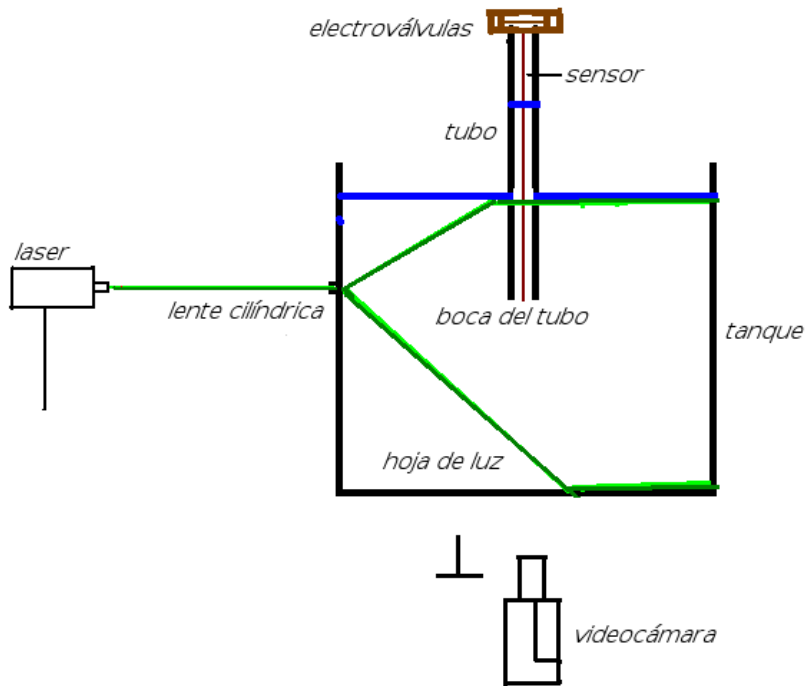 electroválvulas
sensor
tubo
laser
lente cilíndrica
boca del tubo
tanque
hoja de luz
videocámara